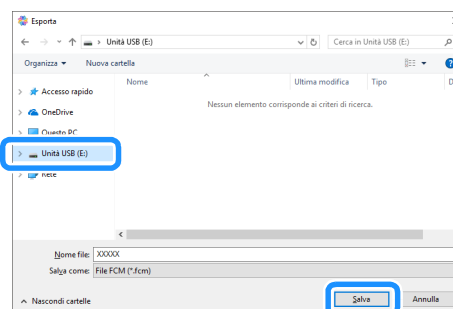 Esporta
Unità USB (E:)
Cerca in Unità USB (E:)
Organizza
Nuova cartella
Nome
Ultima modifica
Tipo
D
Accesso rapido
Nessun elemento corrisponde ai criteri di ricerca.
OneDrive
Questo PC
Unità USB (E:)
Rete
Nome file: XXXXX
Salva come: File FCM (*.fcm)
Nascondi cartelle
Salva
Annulla